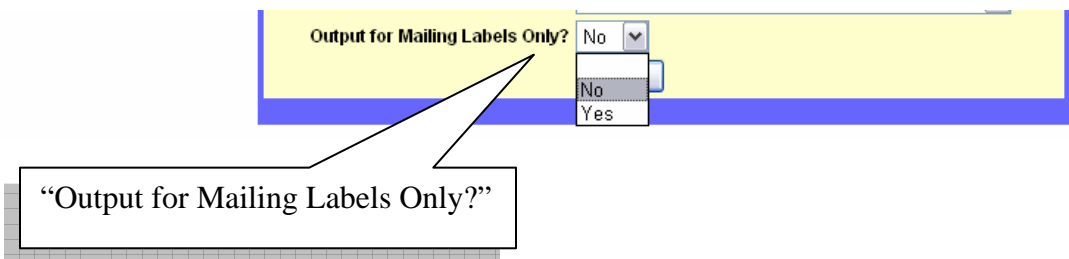 Output for Mailing Labels Only? No
No
Yes
“Output for Mailing Labels Only?”